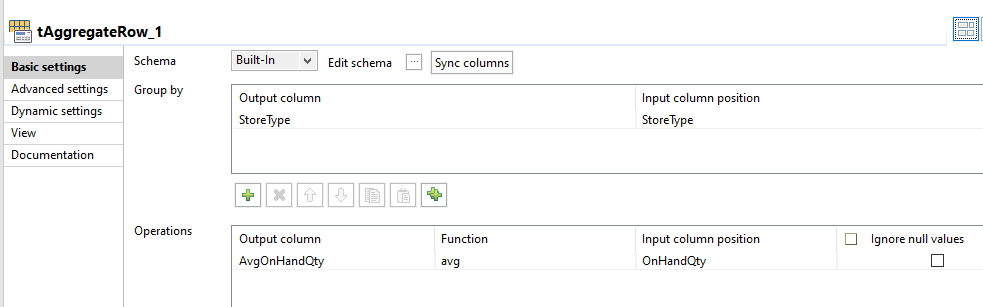 tAggregateRow_1
Basic settings
Advanced settings
Dynamic settings
View
Documentation
Schema Built-In Edit schema ... Sync columns
Group by
Output column Input column position
StoreType StoreType
Operations
Output column Function Input column position Ignore null values
AvgOnHandQty avg OnHandQty